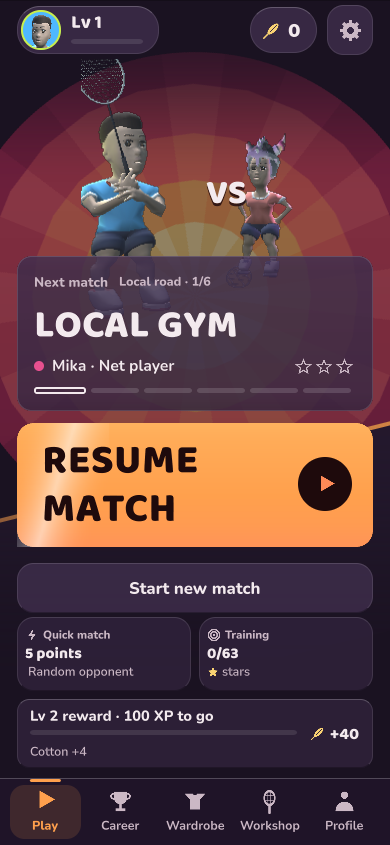 Lv 1
0
VS
Next match Local road · 1/6
LOCAL GYM
Mika · Net player
RESUME
MATCH
Start new match
Quick match
5 points
Random opponent
Training
0/63
stars
Lv 2 reward · 100 XP to go
+40
Cotton +4
Play
Career
Wardrobe
Workshop
Profile